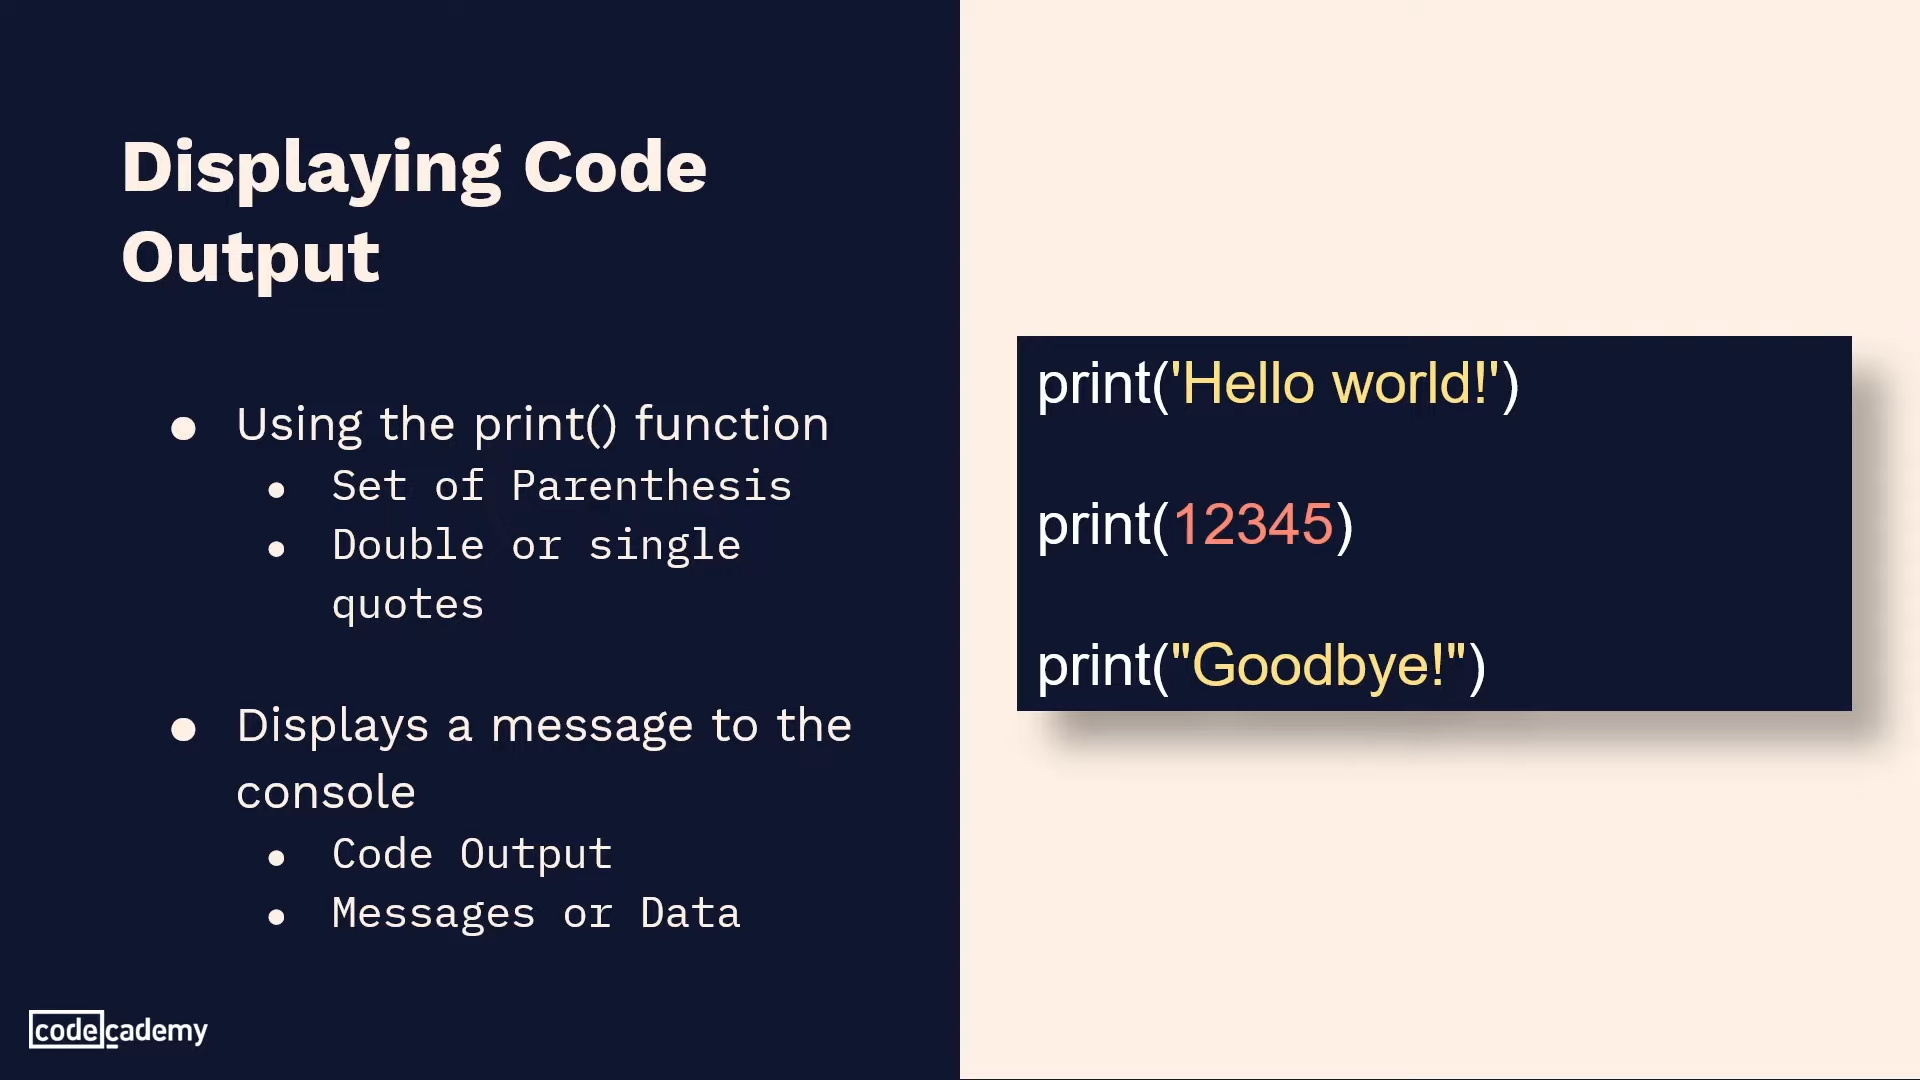 Displaying Code
Output
● Using the print() function
● Set of Parenthesis
● Double or single
quotes
● Displays a message to the
console
● Code Output
● Messages or Data
codecademy
print('Hello world!')
print(12345)
print("Goodbye!")